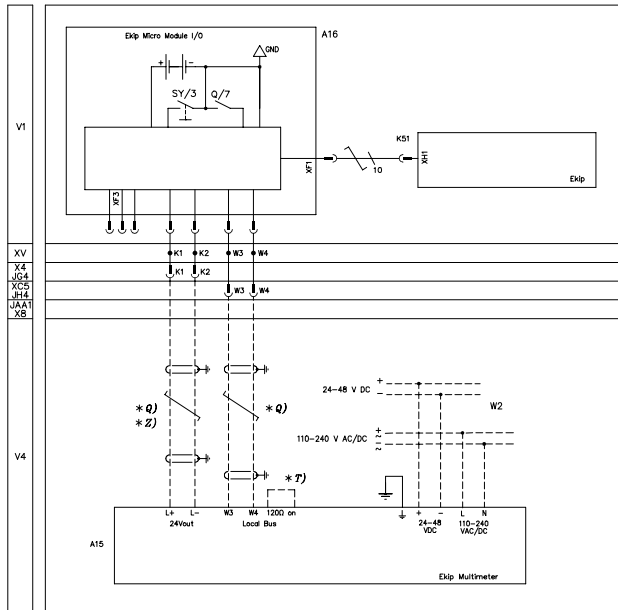 Ekip Micro Module I/O
A16
GND
+ -
SY/3 Q/7
V1
K51
XF1
XH1
10
Ekip
XF3
XV
K1 K2 W3 W4
X4
JG4
K1 K2
XC5
JH4
W3 W4
JAA1
X8
24-48 V DC
+
-
W2
* Q)
* Z)
* Q)
110-240 V AC/DC
+
~
-
~
V4
* T)
L+ L- W3 W4 120Ω on + - L N
24Vout Local Bus 24-48
VDC
110-240
VAC/DC
A15
Ekip Multimeter